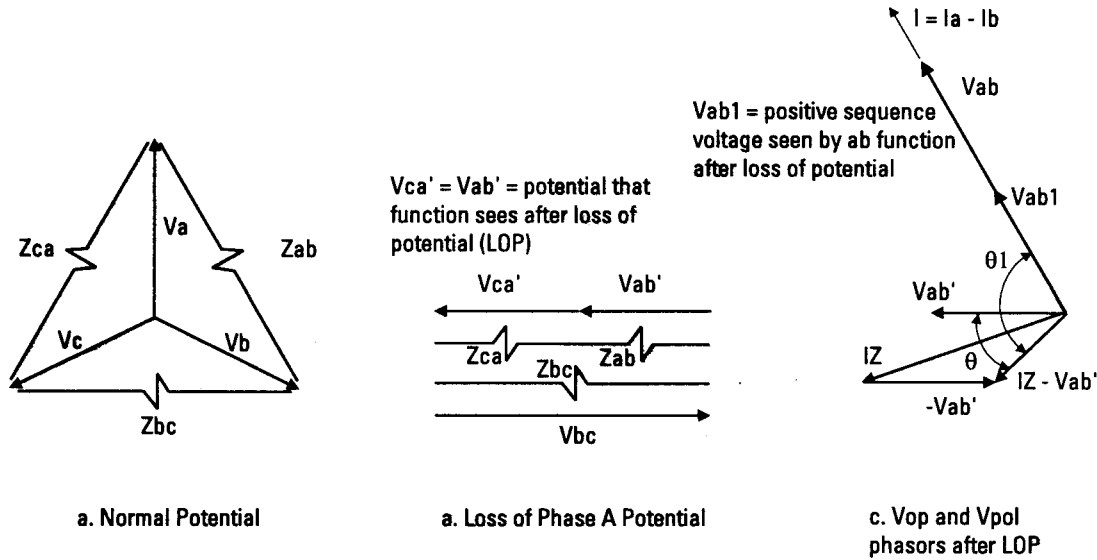 I = Ia - Ib
Vab
Vab1 = positive sequence
voltage seen by ab function
after loss of potential
Vca' = Vab' = potential that
function sees after loss of
potential (LOP)
Va
Zca
Zab
Vc
Vb
Zbc
Vca'
Vab'
Zca
Zab
Zbc
Vbc
Vab1
θ1
Vab'
IZ
θ
IZ - Vab'
-Vab'
a. Normal Potential
a. Loss of Phase A Potential
c. Vop and Vpol
phasors after LOP